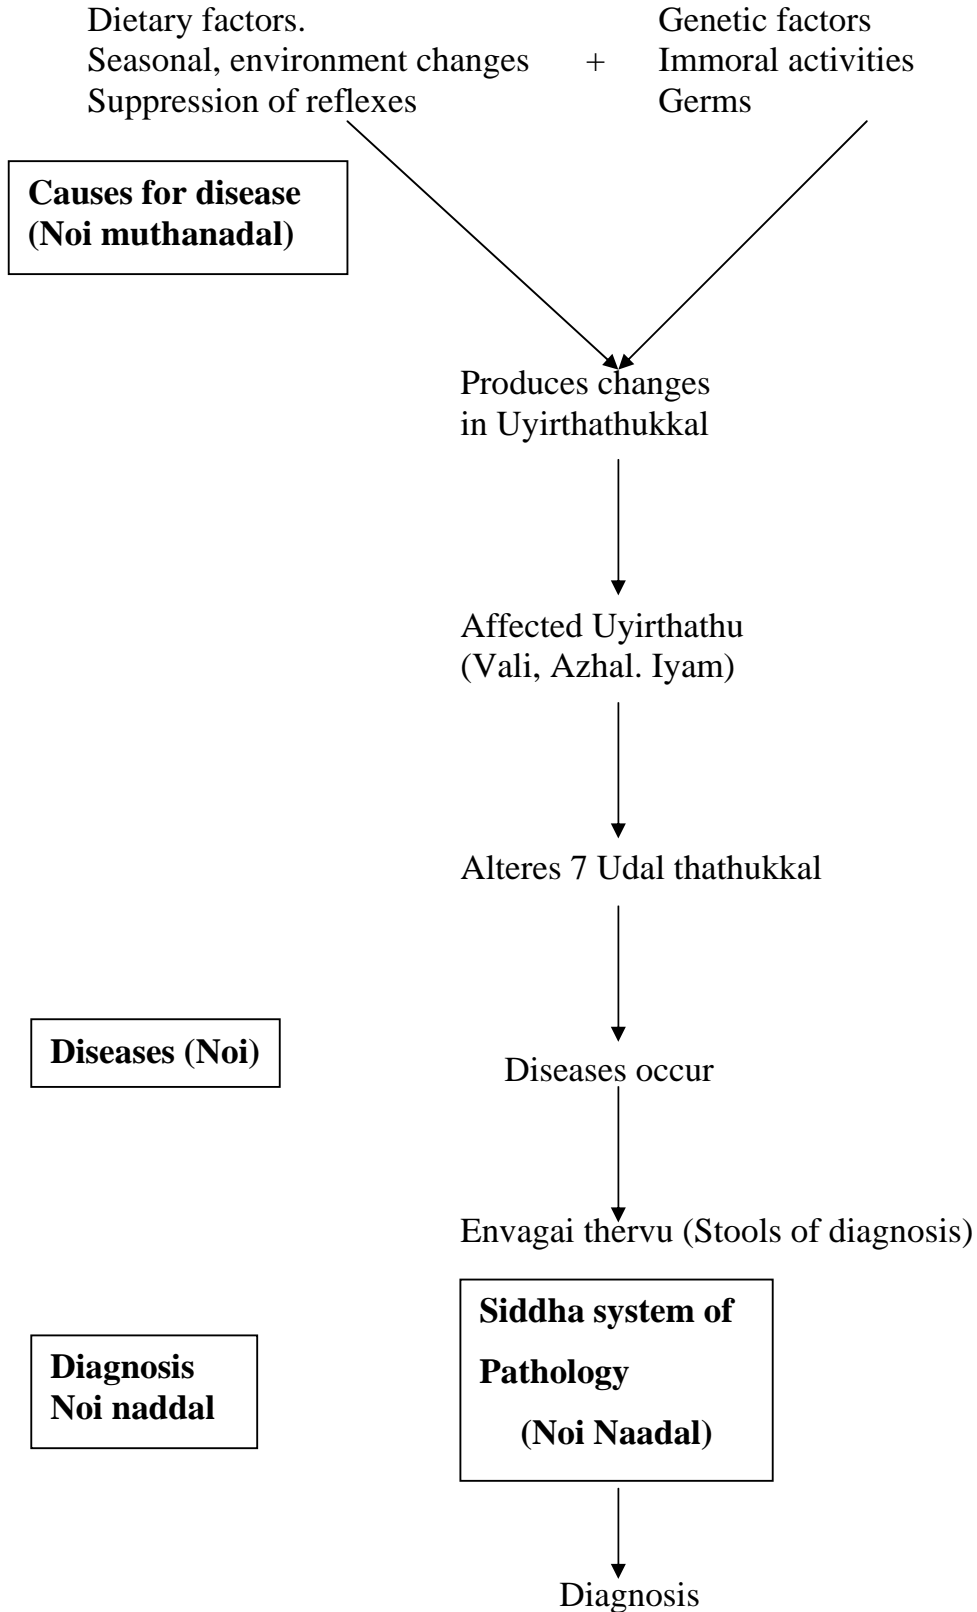 Dietary factors. Genetic factors
Seasonal, environment changes + Immoral activities
Suppression of reflexes Germs
Causes for disease
(Noi muthanadal)
Produces changes
in Uyirthathukkal
Affected Uyirthathu
(Vali, Azhal. Iyam)
Alteres 7 Udal thathukkal
Diseases (Noi)
Diseases occur
Envagai thervu (Stools of diagnosis)
Siddha system of
Pathology
(Noi Naadal)
Diagnosis
Noi naddal
Diagnosis